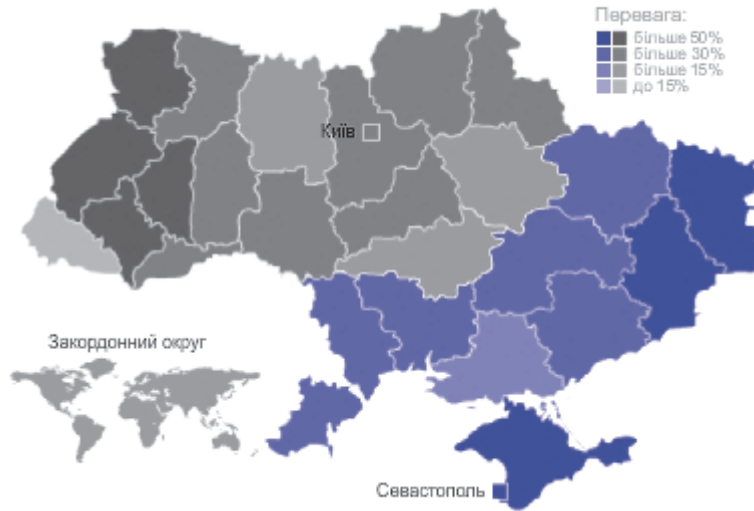 Перевага:
більше 50%
більше 30%
більше 15%
до 15%
Київ
Закордонний округ
Севастополь